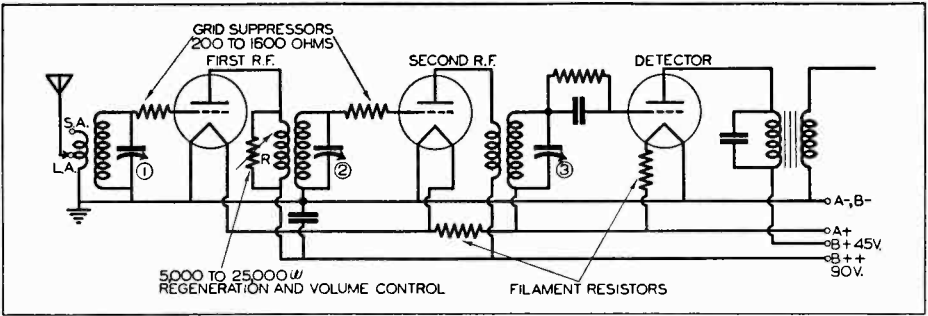 GRID SUPPRESSORS
200 TO 1600 OHMS
FIRST R.F.
SECOND R.F.
DETECTOR
S.A.
L.A.
R
①
②
③
A-,B-
A+
B+45V.
B++
90V.
5,000 TO 25,000 ω
REGENERATION AND VOLUME CONTROL
FILAMENT RESISTORS